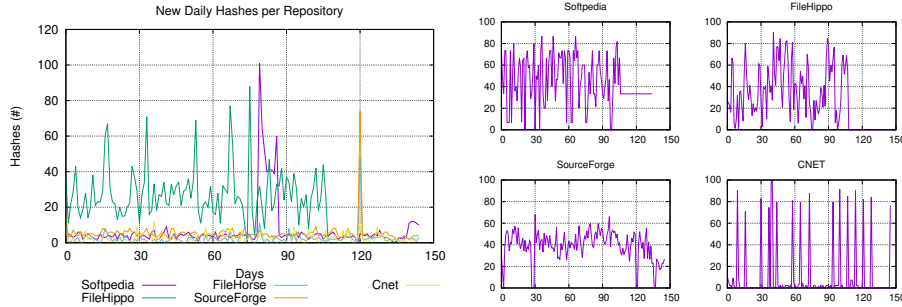 New Daily Hashes per Repository
Hashes (#)
120
100
80
60
40
20
0
0 30 60 90 120 150
Days
Softpedia FileHorse Cnet
FileHippo SourceForge
Softpedia
100
80
60
40
20
0
0 30 60 90 120 150
FileHippo
100
80
60
40
20
0
0 30 60 90 120 150
SourceForge
100
80
60
40
20
0
0 30 60 90 120 150
CNET
100
80
60
40
20
0
0 30 60 90 120 150